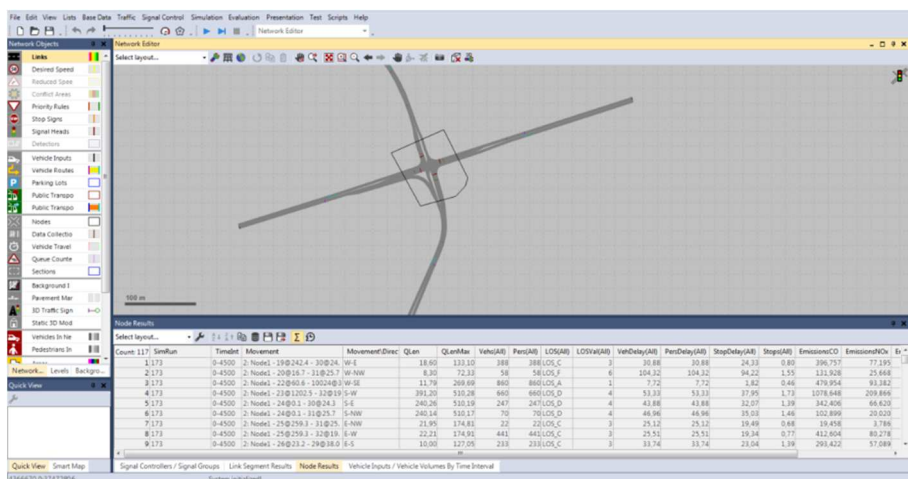 File Edit View Lists Base Data Traffic Signal Control Simulation Evaluation Presentation Test Scripts Help
Network Editor
Network Objects
Network Editor
Links
Select layout...
Desired Speed
Reduced Spee
Conflict Areas
Priority Rules
Stop Signs
Signal Heads
Detectors
Vehicle Inputs
Vehicle Routes
Parking Lots
Public Transpo
Public Transpo
Nodes
Data Collectio
Vehicle Travel
Queue Counte
Sections
Background I
Pavement Mar
3D Traffic Sign
Static 3D Mod
Vehicles In Ne
Pedestrians In
100 m
Network... Levels Backgro...
Quick View
Node Results
Select layout...
Count: 117 SimRun TimeInt Movement Movement\Direc QLen QLenMax Vehs(All) Pers(All) LOS(All) LOSVal(All) VehDelay(All) PersDelay(All) StopDelay(All) Stops(All) EmissionsCO EmissionsNOx
1 173 0-4500 2: Node1 - 19@242.4 - 30@24. W-E 18,60 133,10 388 388 LOS_C 3 30,88 30,88 24,33 0,80 396,757 77,195
2 173 0-4500 2: Node1 - 20@16.7 - 31@25.7 W-NW 8,30 72,33 58 58 LOS_C 6 104,32 104,32 94,22 1,55 131,928 25,668
3 173 0-4500 2: Node1 - 22@60.6 - 10024@3 W-SE 11,79 269,69 860 860 LOS_A 1 7,72 7,72 1,82 0,46 479,954 93,382
4 173 0-4500 2: Node1 - 23@1202.5 - 32@19 S-W 391,20 510,28 660 660 LOS_D 4 53,33 53,33 37,95 1,73 1078,648 209,866
5 173 0-4500 2: Node1 - 24@0.1 - 30@24.3 S-E 240,26 510,19 247 247 LOS_D 4 43,88 43,88 32,07 1,39 342,406 66,620
6 173 0-4500 2: Node1 - 24@0.1 - 31@25.7 S-NW 240,14 510,17 70 70 LOS_D 4 46,96 46,96 35,03 1,46 102,899 20,020
7 173 0-4500 2: Node1 - 25@259.3 - 31@25. E-NW 21,95 174,81 22 22 LOS_C 3 25,12 25,12 19,49 0,68 19,458 3,786
8 173 0-4500 2: Node1 - 25@259.3 - 32@19. E-W 22,21 174,91 441 441 LOS_C 3 25,51 25,51 19,34 0,77 412,604 80,278
9 173 0-4500 2: Node1 - 26@23.2 - 29@38.0 E-S 10,00 127,05 233 233 LOS_C 3 33,74 33,74 23,04 1,39 293,422 57,089
Quick View Smart Map
Signal Controllers / Signal Groups Link Segment Results Node Results Vehicle Inputs / Vehicle Volumes By Time Interval